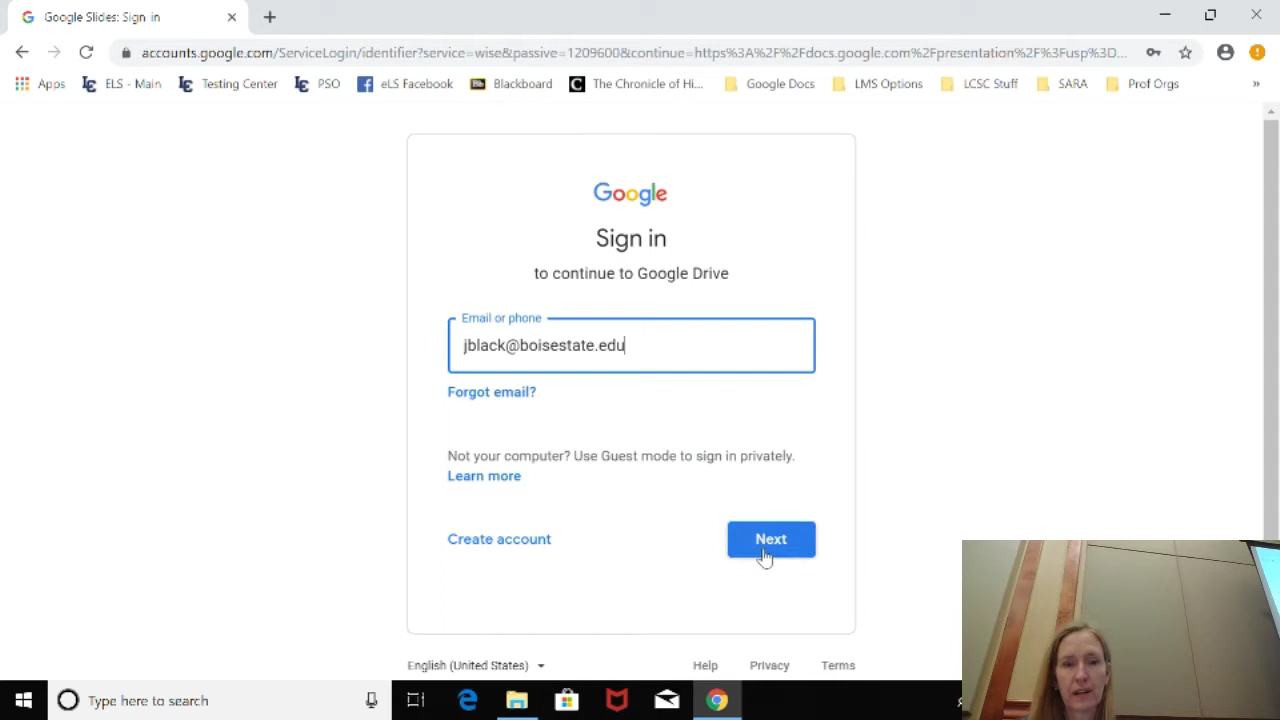 Google Slides: Sign in
accounts.google.com/ServiceLogin/identifier?service=wise&passive=1209600&continue=https%3A%2F%2Fdocs.google.com%2Fpresentation%2F%3Fusp%3D...
Apps ELS - Main Testing Center PSO eLS Facebook Bb Blackboard The Chronicle of Hi... Google Docs LMS Options LCSC Stuff SARA Prof Orgs »
Google
Sign in
to continue to Google Drive
Email or phone
jblack@boisestate.edu
Forgot email?
Not your computer? Use Guest mode to sign in privately.
Learn more
Create account Next
English (United States) Help Privacy Terms
Type here to search